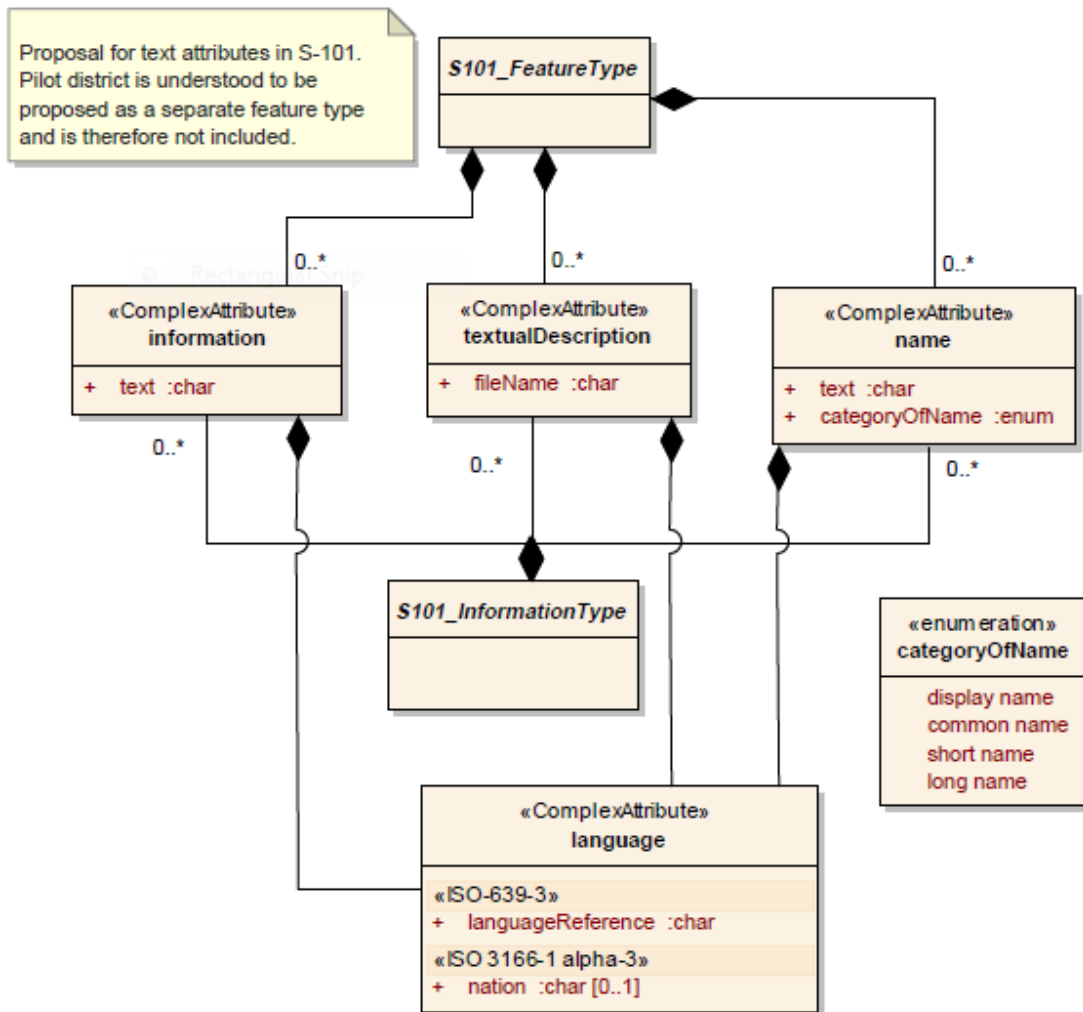 Proposal for text attributes in S-101.
Pilot district is understood to be
proposed as a separate feature type
and is therefore not included.
S101_FeatureType
0..*
0..*
0..*
Rectangular Snip
«ComplexAttribute»
information
+ text :char
«ComplexAttribute»
textualDescription
+ fileName :char
«ComplexAttribute»
name
+ text :char
+ categoryOfName :enum
0..*
0..*
0..*
S101_InformationType
«enumeration»
categoryOfName
display name
common name
short name
long name
«ComplexAttribute»
language
«ISO-639-3»
+ languageReference :char
«ISO 3166-1 alpha-3»
+ nation :char [0..1]